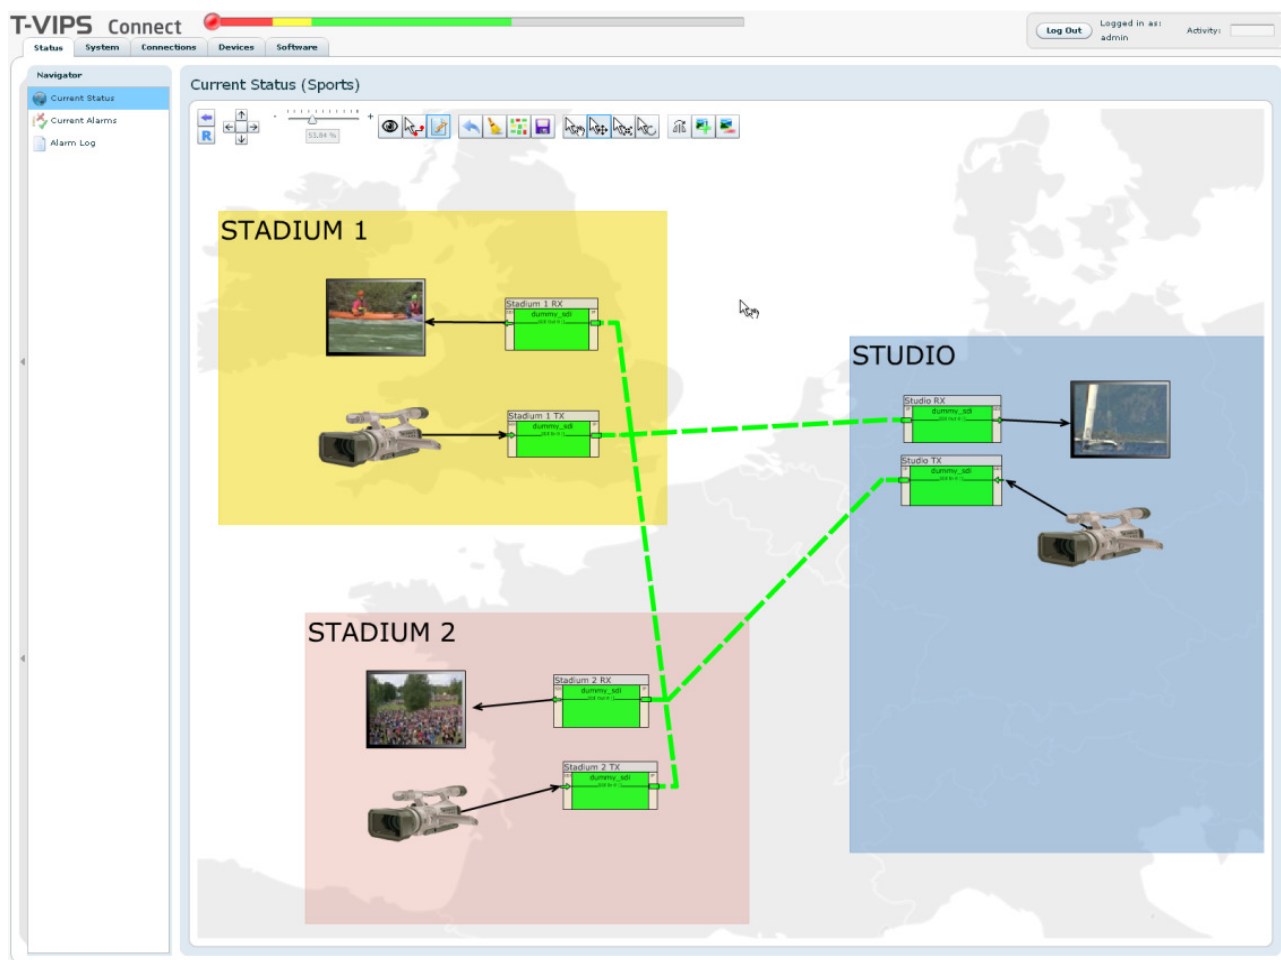 T-VIPS Connect
Log Out
Logged in as:
admin
Activity:
Status
System
Connections
Devices
Software
Navigator
Current Status
Current Alarms
Alarm Log
Current Status (Sports)
R
- +
53.84 %
STADIUM 1
Stadium 1 RX
dummy_sdi
Stadium 1 TX
dummy_sdi
STUDIO
Studio RX
dummy_sdi
Studio TX
dummy_sdi
STADIUM 2
Stadium 2 RX
dummy_sdi
Stadium 2 TX
dummy_sdi